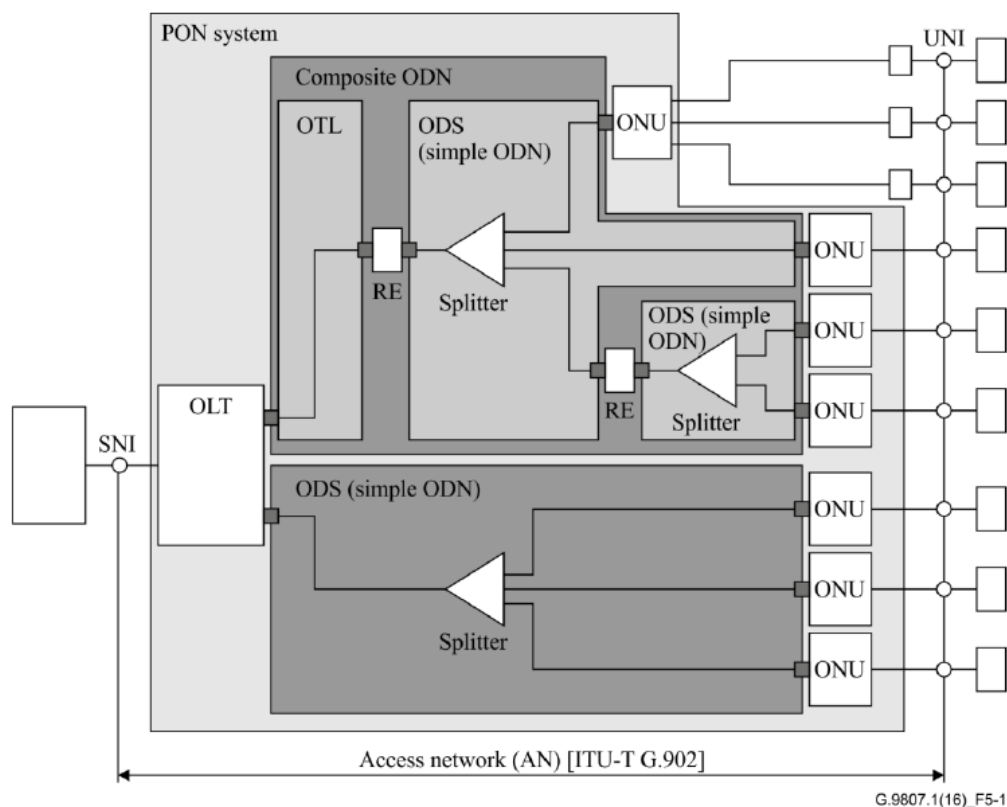 PON system
UNI
Composite ODN
OTL
ODS
(simple ODN)
ONU
RE
Splitter
ONU
ODS (simple
ODN)
ONU
RE
Splitter
ONU
OLT
SNI
ODS (simple ODN)
ONU
Splitter
ONU
ONU
Access network (AN) [ITU-T G.902]
G.9807.1(16)_F5-1